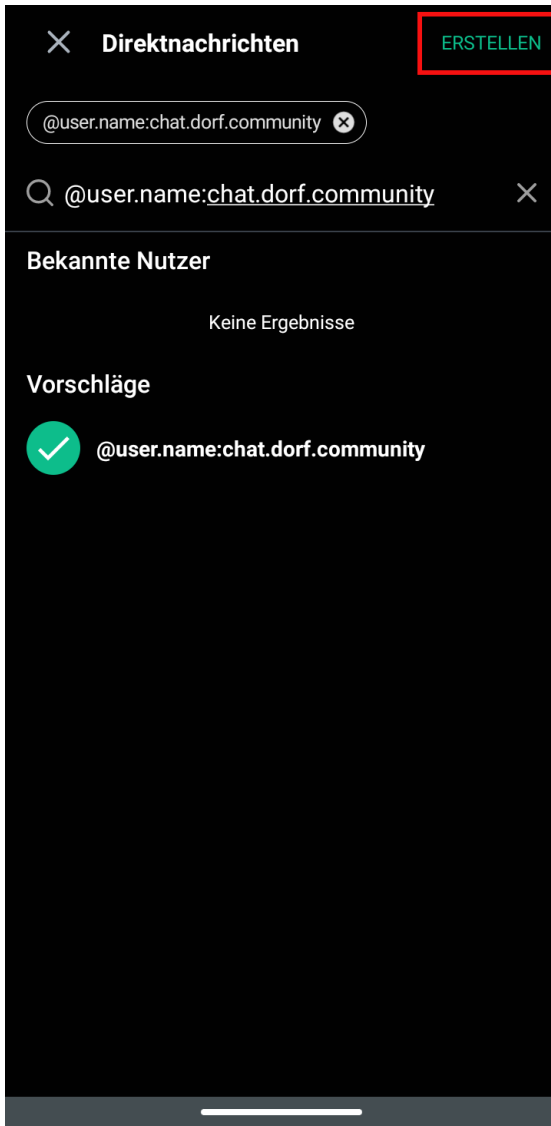 Direktnachrichten ERSTELLEN
@user.name:chat.dorf.community
@user.name:chat.dorf.community
Bekannte Nutzer
Keine Ergebnisse
Vorschläge
@user.name:chat.dorf.community